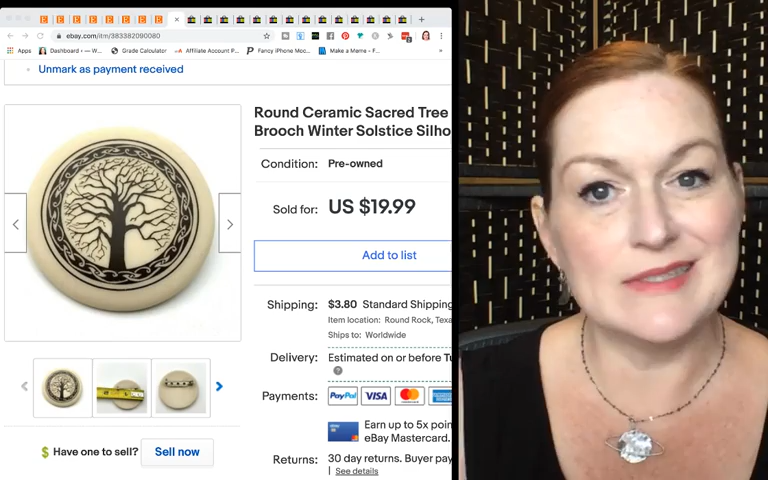 ebay.com/itm/383382090080
Apps Dashboard – — W... Grade Calculator Affiliate Account P... Fancy iPhone Moc... Make a Meme - F... »
Unmark as payment received
Round Ceramic Sacred Tree
Brooch Winter Solstice Silho
Condition: Pre-owned
Sold for: US $19.99
Add to list
Shipping: $3.80 Standard Shipping
Item location: Round Rock, Texa
Ships to: Worldwide
Delivery: Estimated on or before Tu
Payments: PayPal VISA MasterCard
Earn up to 5x poin
eBay Mastercard.
Returns: 30 day returns. Buyer pay
| See details
Have one to sell? Sell now